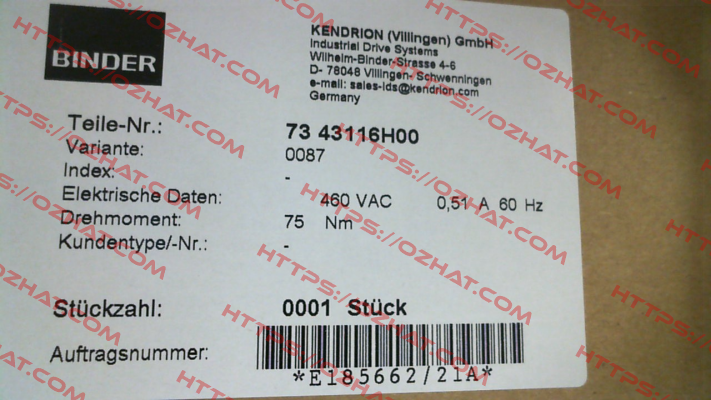 BINDER
KENDRION (Villingen) GmbH
Industrial Drive Systems
Wilhelm-Binder-Strasse 4-6
D- 78048 Villingen- Schwenningen
e-mail: sales-ids@kendrion.com
Germany
Teile-Nr.: 73 43116H00
Variante: 0087
Index: -
Elektrische Daten: 460 VAC 0,51 A 60 Hz
Drehmoment: 75 Nm
Kundentype/-Nr.: -
Stückzahl: 0001 Stück
Auftragsnummer:
*E185662/21A*
HTTPS://OZHAT.COM